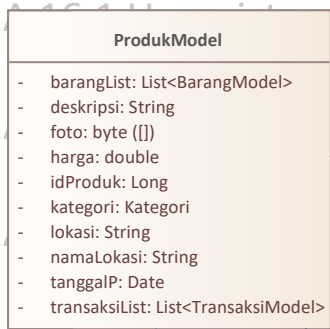 ProdukModel
- barangList: List<BarangModel>
- deskripsi: String
- foto: byte ([])
- harga: double
- idProduk: Long
- kategori: Kategori
- lokasi: String
- namaLokasi: String
- tanggalP: Date
- transaksiList: List<TransaksiModel>